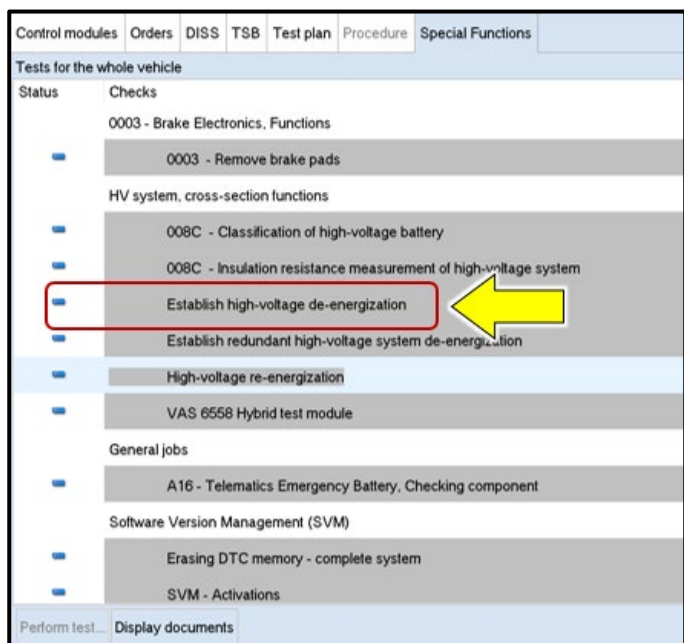 Control modules Orders DISS TSB Test plan Procedure Special Functions
Tests for the whole vehicle
Status Checks
0003 - Brake Electronics, Functions
0003 - Remove brake pads
HV system, cross-section functions
008C - Classification of high-voltage battery
008C - Insulation resistance measurement of high-voltage system
Establish high-voltage de-energization
Establish redundant high-voltage system de-energization
High-voltage re-energization
VAS 6558 Hybrid test module
General jobs
A16 - Telematics Emergency Battery, Checking component
Software Version Management (SVM)
Erasing DTC memory - complete system
SVM - Activations
Perform test... Display documents